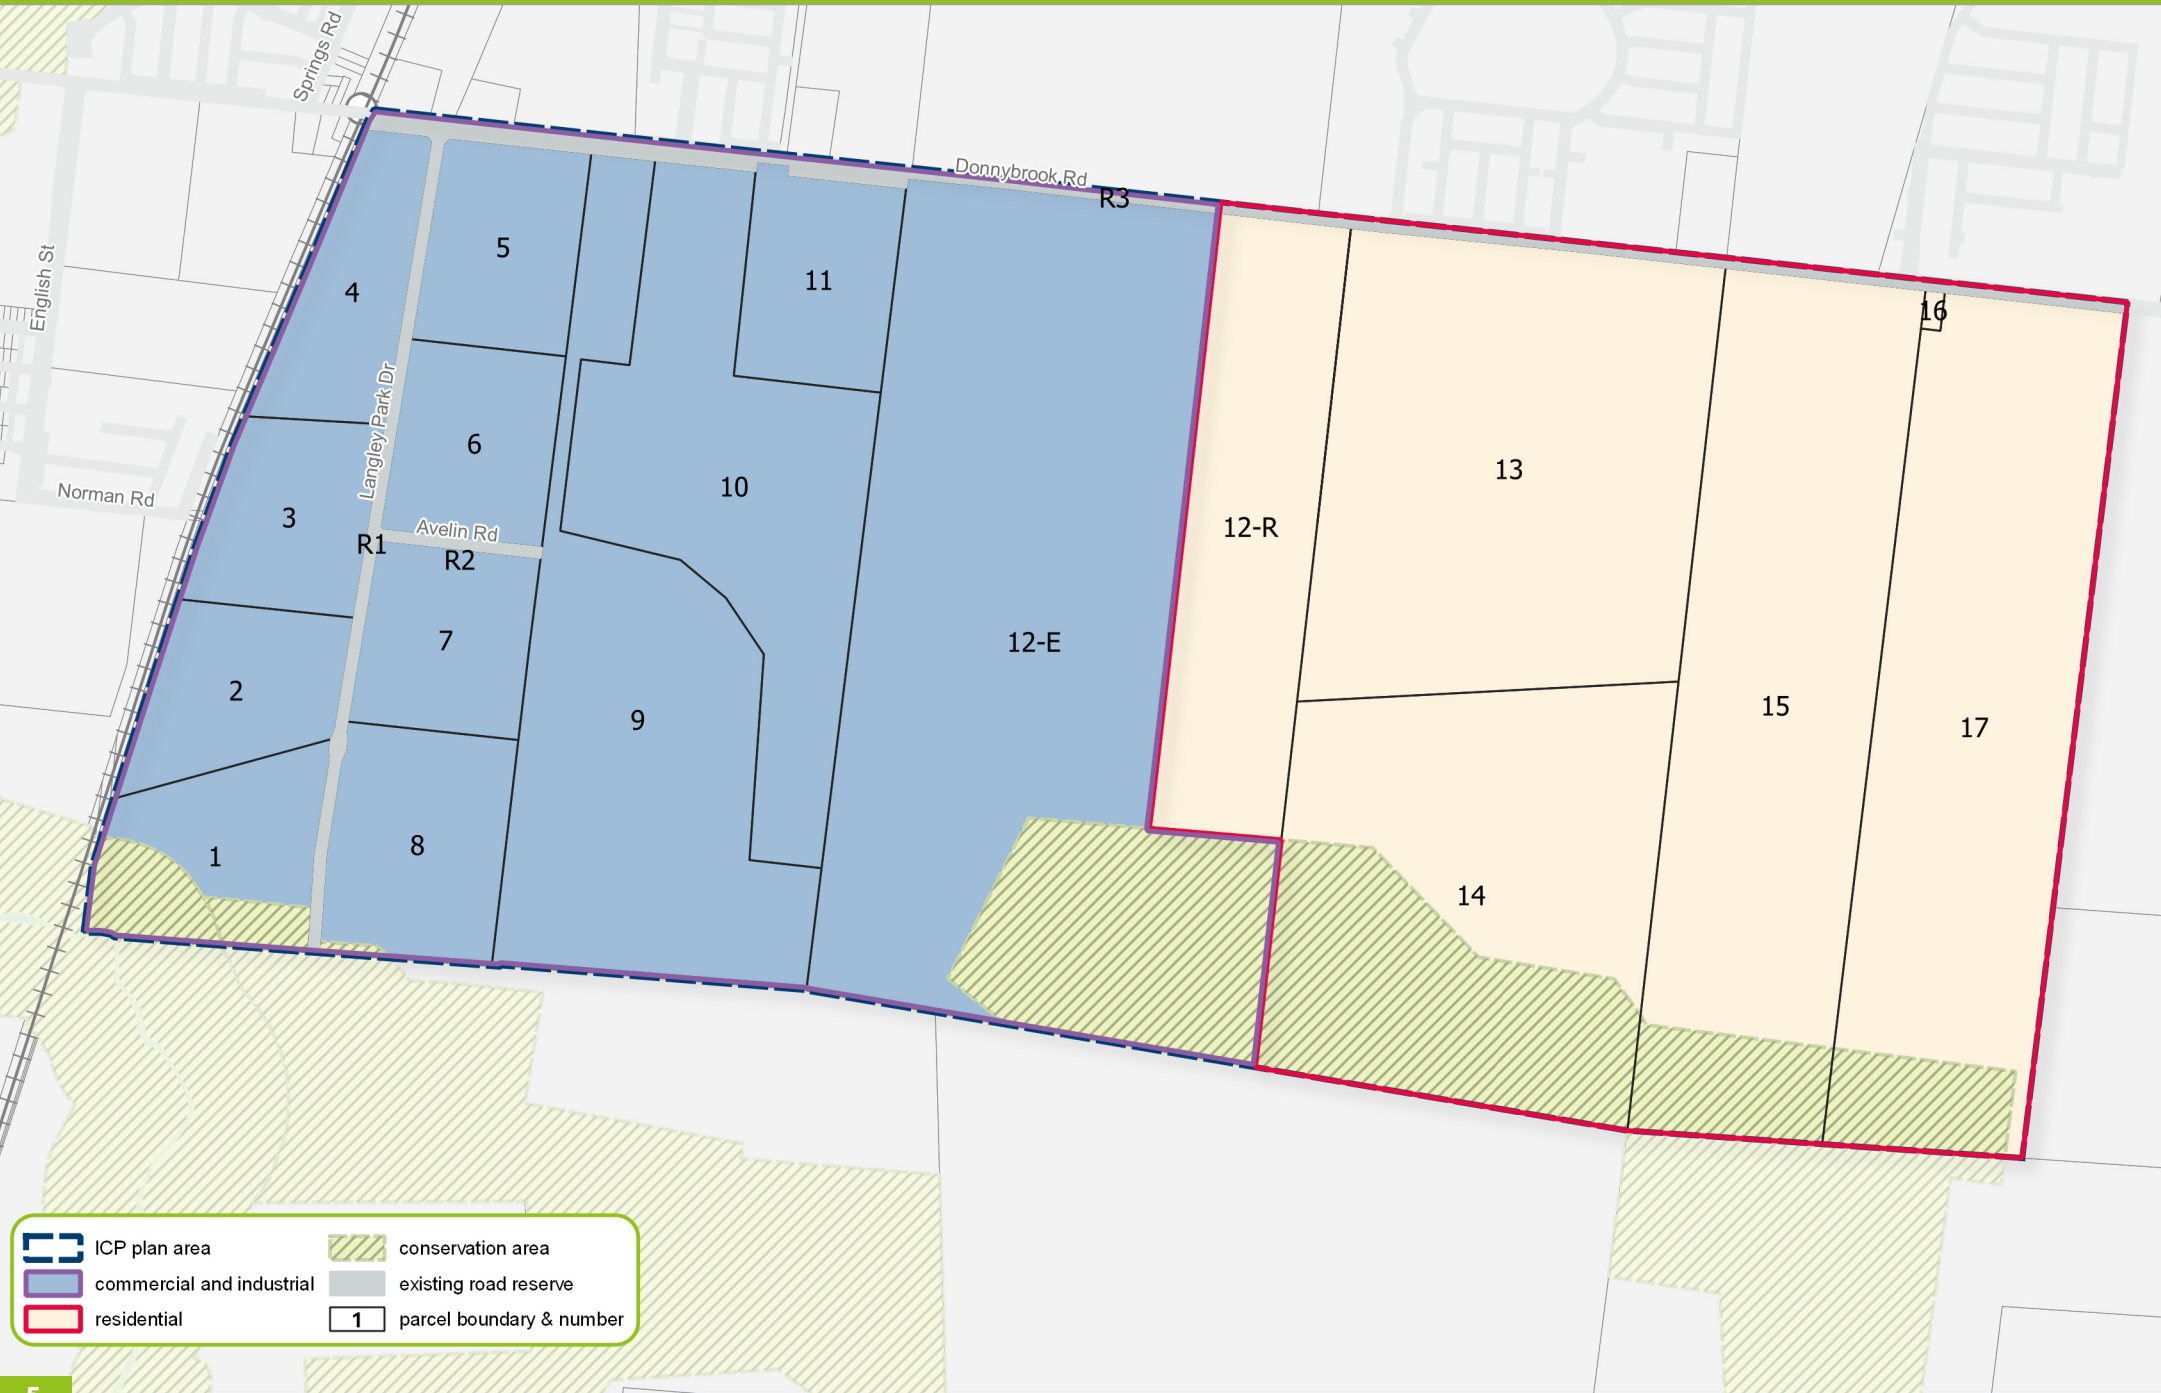 Springs Rd
Donnybrook Rd
R3
English St
4
5
11
16
Langley Park Dr
6
10
13
Norman Rd
3
Avelin Rd
R1
R2
12-R
7
12-E
2
9
15
17
8
1
14
ICP plan area
commercial and industrial
residential
conservation area
existing road reserve
1 parcel boundary & number
5